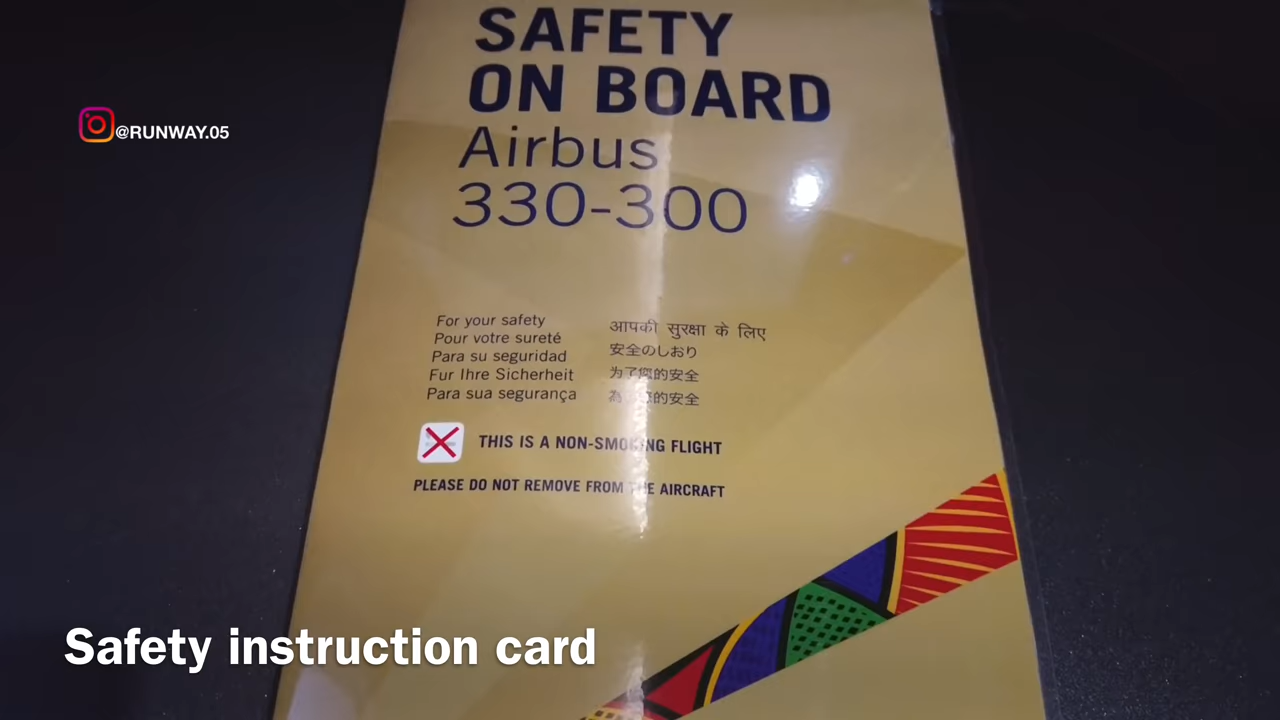 SAFETY
ON BOARD
Airbus
330-300
@RUNWAY.05
For your safety
Pour votre sureté
Para su seguridad
Fur Ihre Sicherheit
Para sua segurança
आपकी सुरक्षा के लिए
安全のしおり
为了您的安全
為了您的安全
THIS IS A NON-SMOKING FLIGHT
PLEASE DO NOT REMOVE FROM THE AIRCRAFT
Safety instruction card